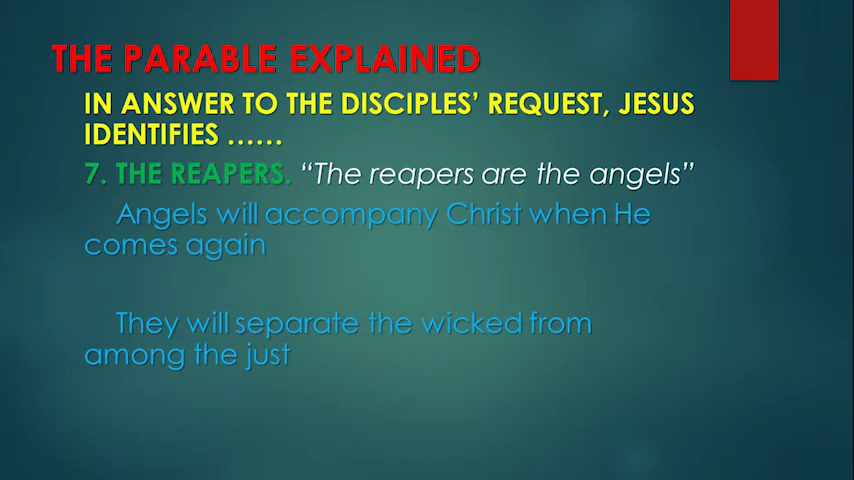 THE PARABLE EXPLAINED
IN ANSWER TO THE DISCIPLES’ REQUEST, JESUS
IDENTIFIES ......
7. THE REAPERS. “The reapers are the angels”
Angels will accompany Christ when He
comes again
They will separate the wicked from
among the just